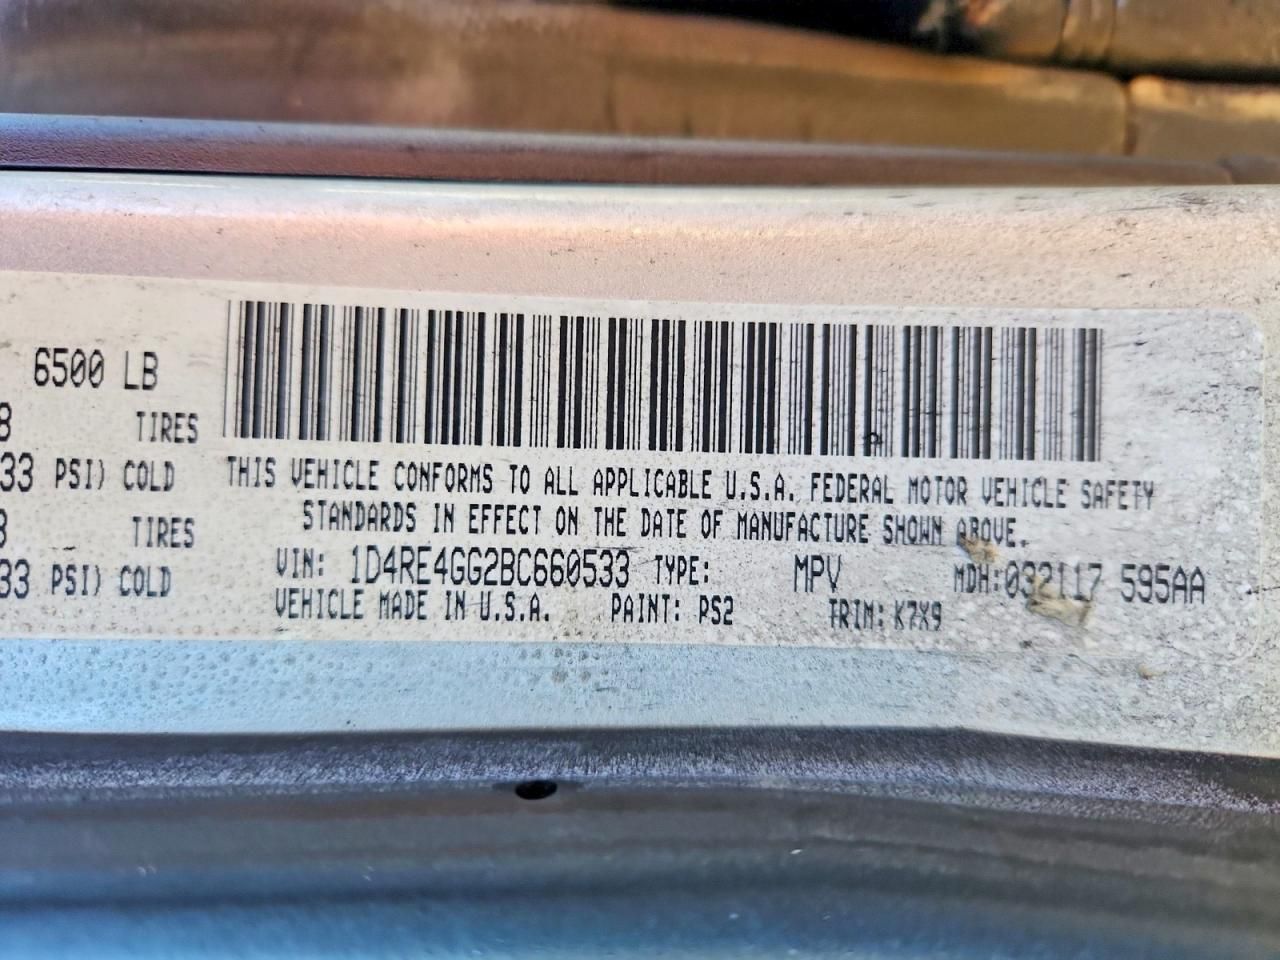 6500 LB
8 TIRES
33 PSI) COLD
8 TIRES
33 PSI) COLD
THIS VEHICLE CONFORMS TO ALL APPLICABLE U.S.A. FEDERAL MOTOR VEHICLE SAFETY
STANDARDS IN EFFECT ON THE DATE OF MANUFACTURE SHOWN ABOVE.
VIN: 1D4RE4GG2BC660533 TYPE: MPV MDH:032117 595AA
VEHICLE MADE IN U.S.A. PAINT: PS2 TRIM: K7X9